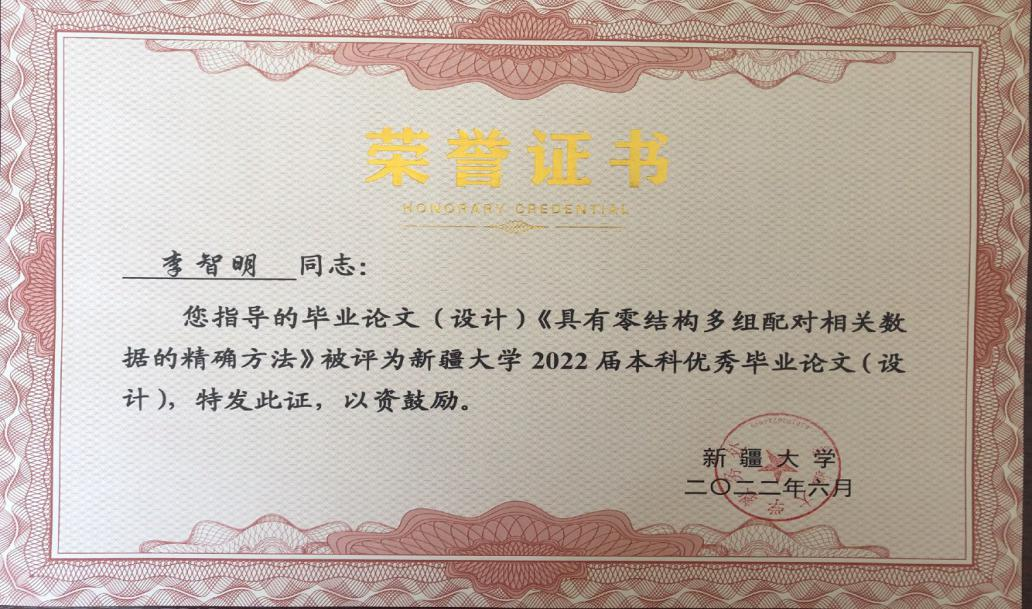 荣誉证书
HONORARY CREDENTIAL
李智明 同志：
您指导的毕业论文（设计）《具有零结构多组配对相关数
据的精确方法》被评为新疆大学 2022 届本科优秀毕业论文（设
计），特发此证，以资鼓励。
新疆大学
二〇二二年六月